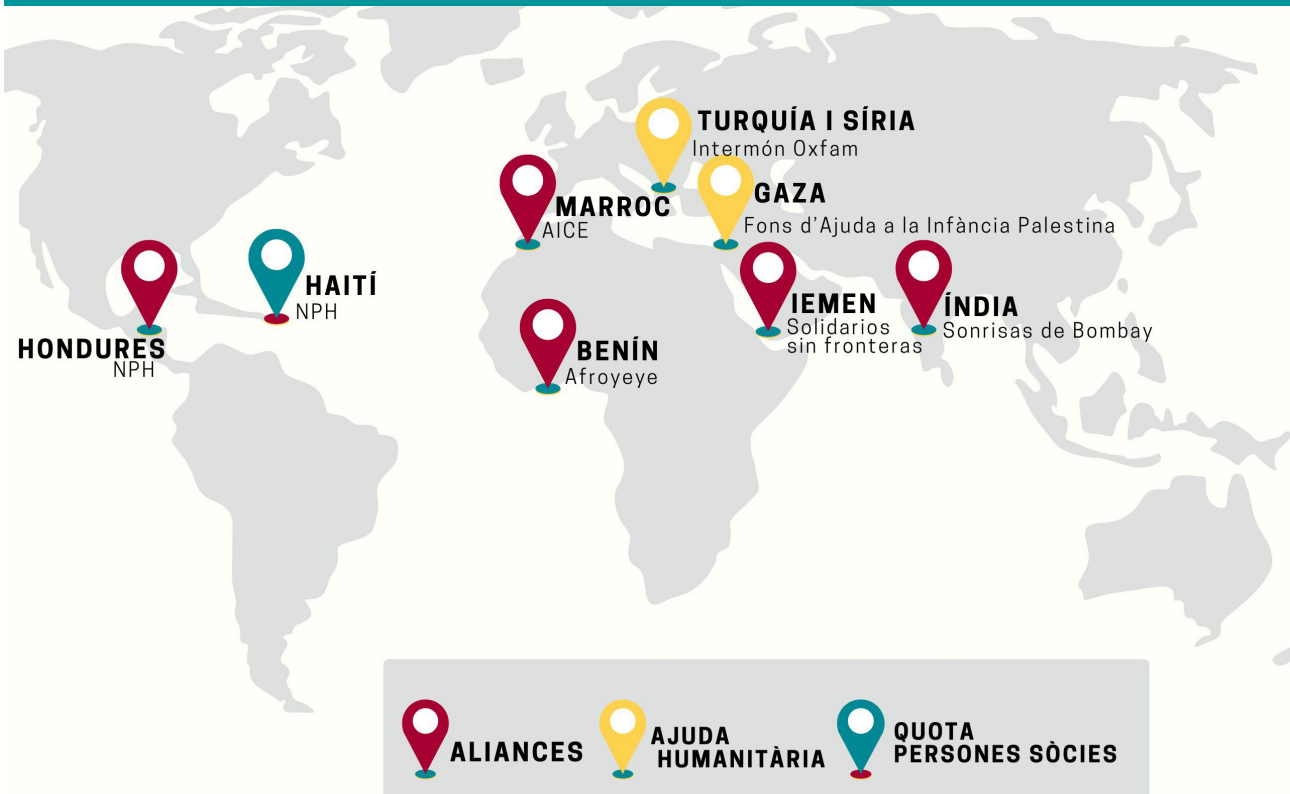 TURQUÍA I SÍRIA
Intermón Oxfam
GAZA
Fons d'Ajuda a la Infància Palestina
MARROC
AICE
HAITÍ
NPH
HONDURES
NPH
BENÍN
Afroyeye
IEMEN
Solidarios
sin fronteras
ÍNDIA
Sonrisas de Bombay
ALIANCES
AJUDA
HUMANITÀRIA
QUOTA
PERSONES SÒCIES